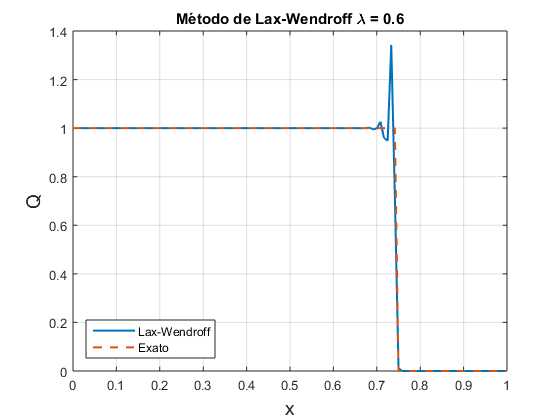 Método de Lax-Wendroff λ = 0.6
1.4
1.2
1
0.8
0.6
0.4
0.2
0
Q
Lax-Wendroff
Exato
0 0.1 0.2 0.3 0.4 0.5 0.6 0.7 0.8 0.9 1
x